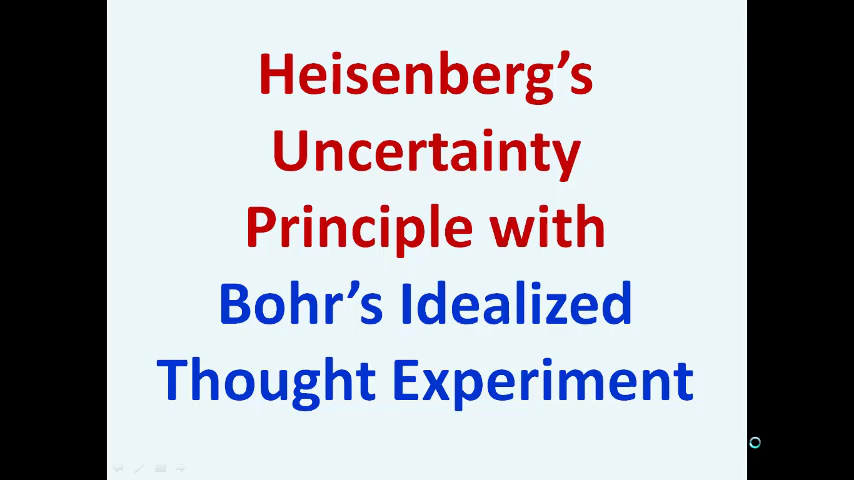 Heisenberg’s
Uncertainty
Principle with
Bohr’s Idealized
Thought Experiment